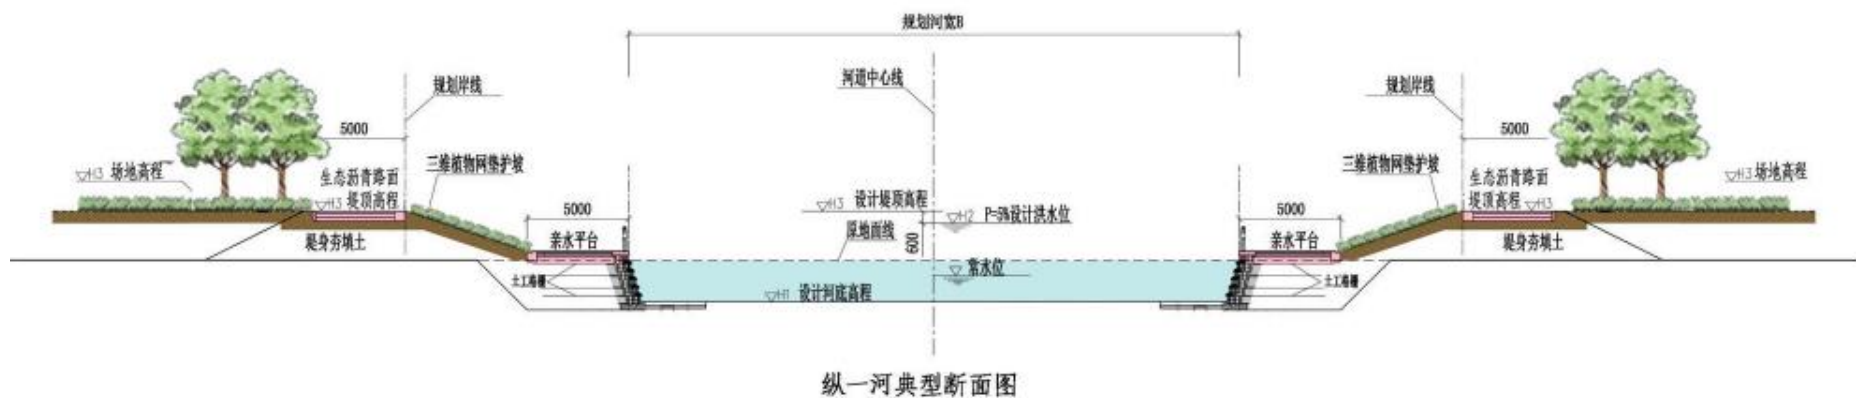 规划河宽B
规划岸线
河道中心线
规划岸线
5000
5000
三维植物网垫护坡
三维植物网垫护坡
H3 场地高程
生态沥青路面
堤顶高程
H3
H3 设计堤顶高程
H2 P=5%设计洪水位
生态沥青路面
堤顶高程
H3
H3 场地高程
5000
5000
原地面线
600
堤身夯填土
亲水平台
亲水平台
堤身夯填土
常水位
土工格栅
土工格栅
H1 设计河底高程
纵一河典型断面图